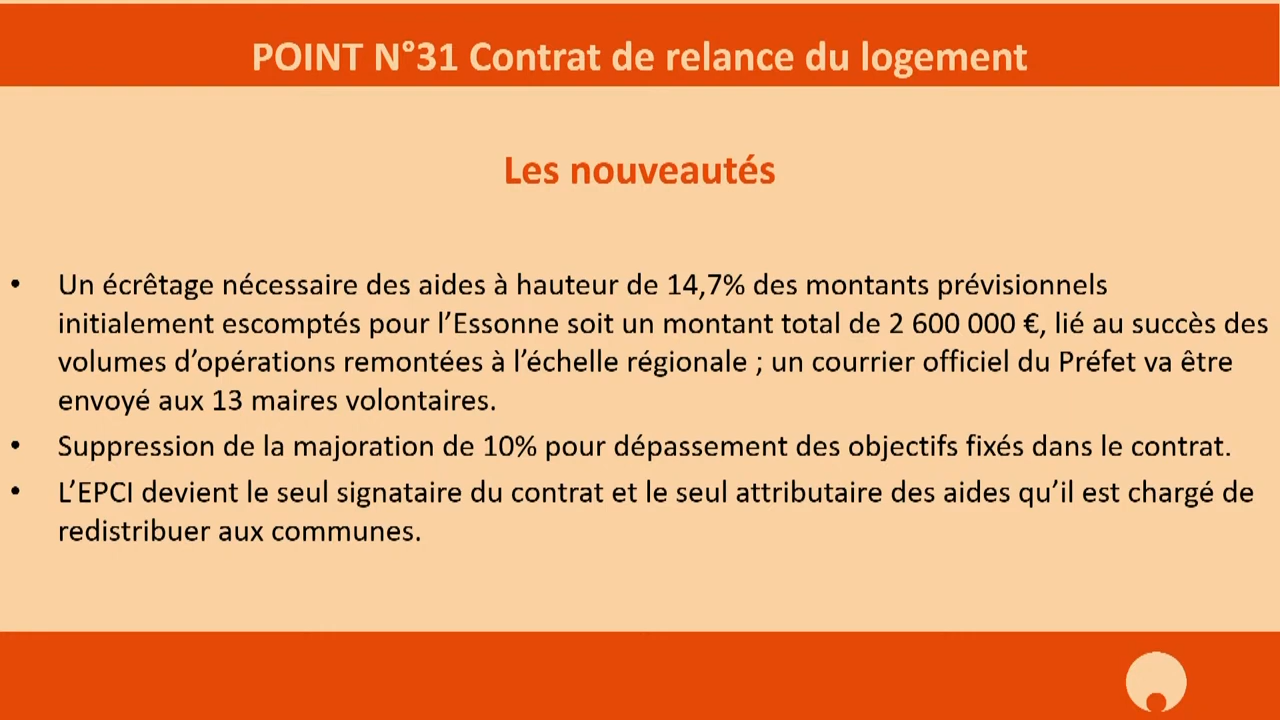 POINT N°31 Contrat de relance du logement
Les nouveautés
• Un écrêtage nécessaire des aides à hauteur de 14,7% des montants prévisionnels
initialement escomptés pour l’Essonne soit un montant total de 2 600 000 €, lié au succès des
volumes d’opérations remontées à l’échelle régionale ; un courrier officiel du Préfet va être
envoyé aux 13 maires volontaires.
• Suppression de la majoration de 10% pour dépassement des objectifs fixés dans le contrat.
• L’EPCI devient le seul signataire du contrat et le seul attributaire des aides qu’il est chargé de
redistribuer aux communes.